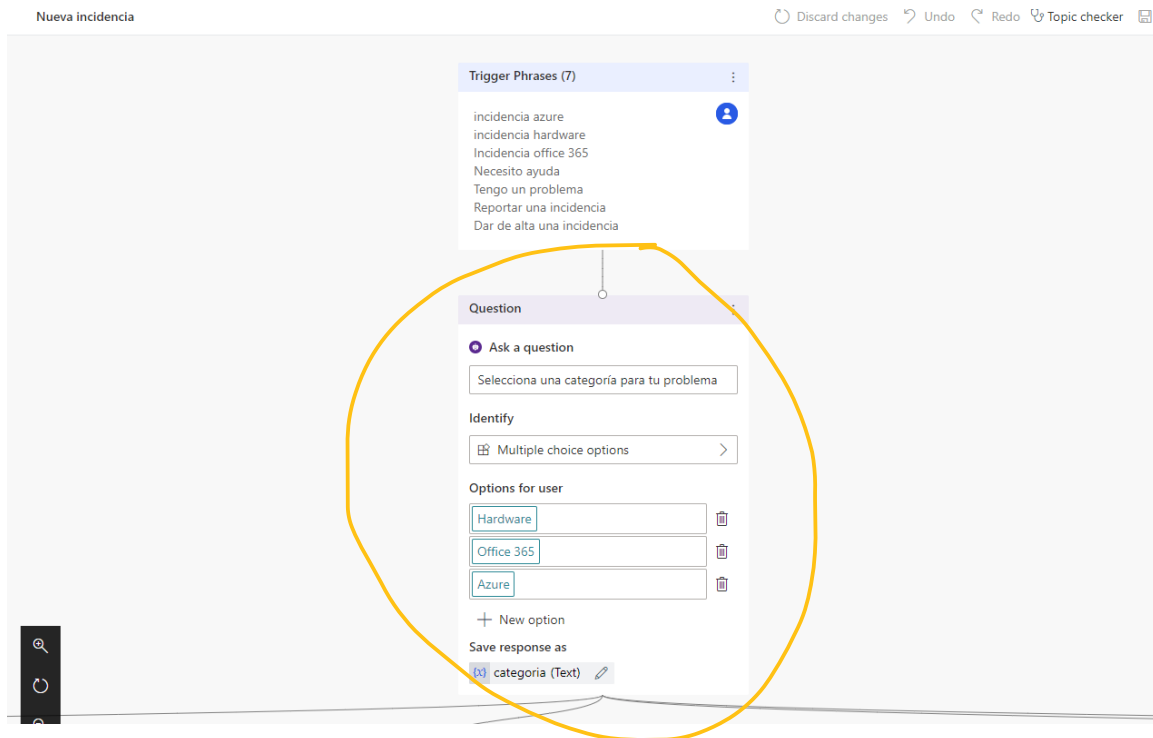 Nueva incidencia
Discard changes Undo Redo Topic checker
Trigger Phrases (7)
incidencia azure
incidencia hardware
Incidencia office 365
Necesito ayuda
Tengo un problema
Reportar una incidencia
Dar de alta una incidencia
Question
Ask a question
Selecciona una categoría para tu problema
Identify
Multiple choice options
Options for user
Hardware
Office 365
Azure
New option
Save response as
{x} categoria (Text)